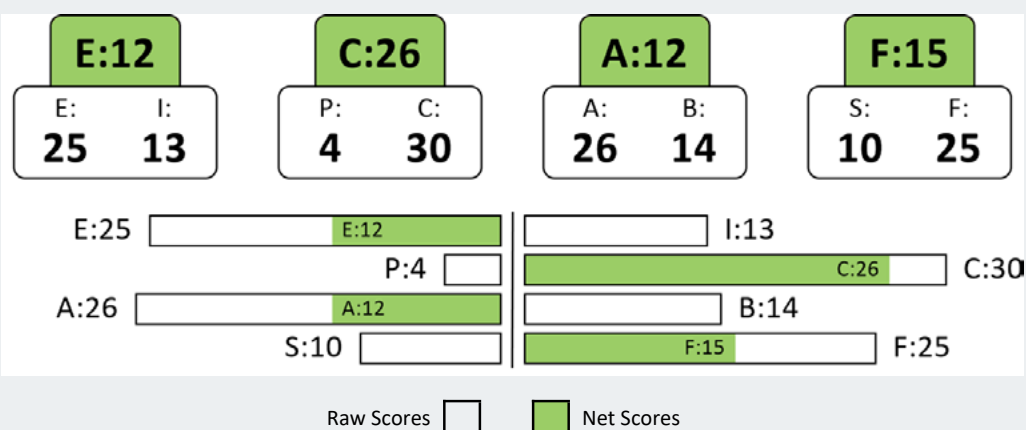 E:12 C:26 A:12 F:15
E: I: P: C: A: B: S: F:
25 13 4 30 26 14 10 25
E:25 E:12 I:13
P:4 C:26 C:30
A:26 A:12 B:14
S:10 F:15 F:25
Raw Scores Net Scores